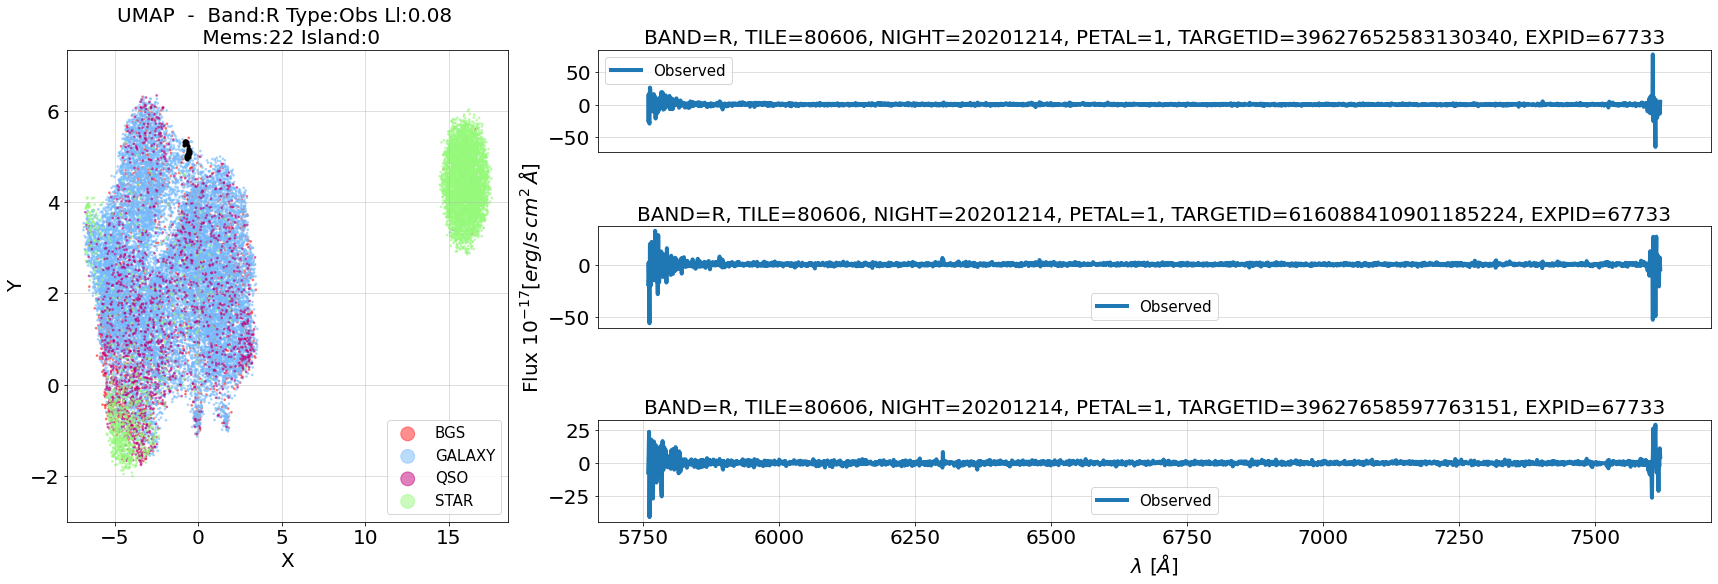 UMAP - Band:R Type:Obs Ll:0.08
Mems:22 Island:0
Y
6
4
2
0
−2
−5
0
5
10
15
X
BGS
GALAXY
QSO
STAR
Flux 10^{−17}[erg/s cm^2 Å]
BAND=R, TILE=80606, NIGHT=20201214, PETAL=1, TARGETID=39627652583130340, EXPID=67733
50
0
−50
Observed
BAND=R, TILE=80606, NIGHT=20201214, PETAL=1, TARGETID=616088410901185224, EXPID=67733
0
−50
Observed
BAND=R, TILE=80606, NIGHT=20201214, PETAL=1, TARGETID=39627658597763151, EXPID=67733
25
0
−25
Observed
5750
6000
6250
6500
6750
7000
7250
7500
λ [Å]